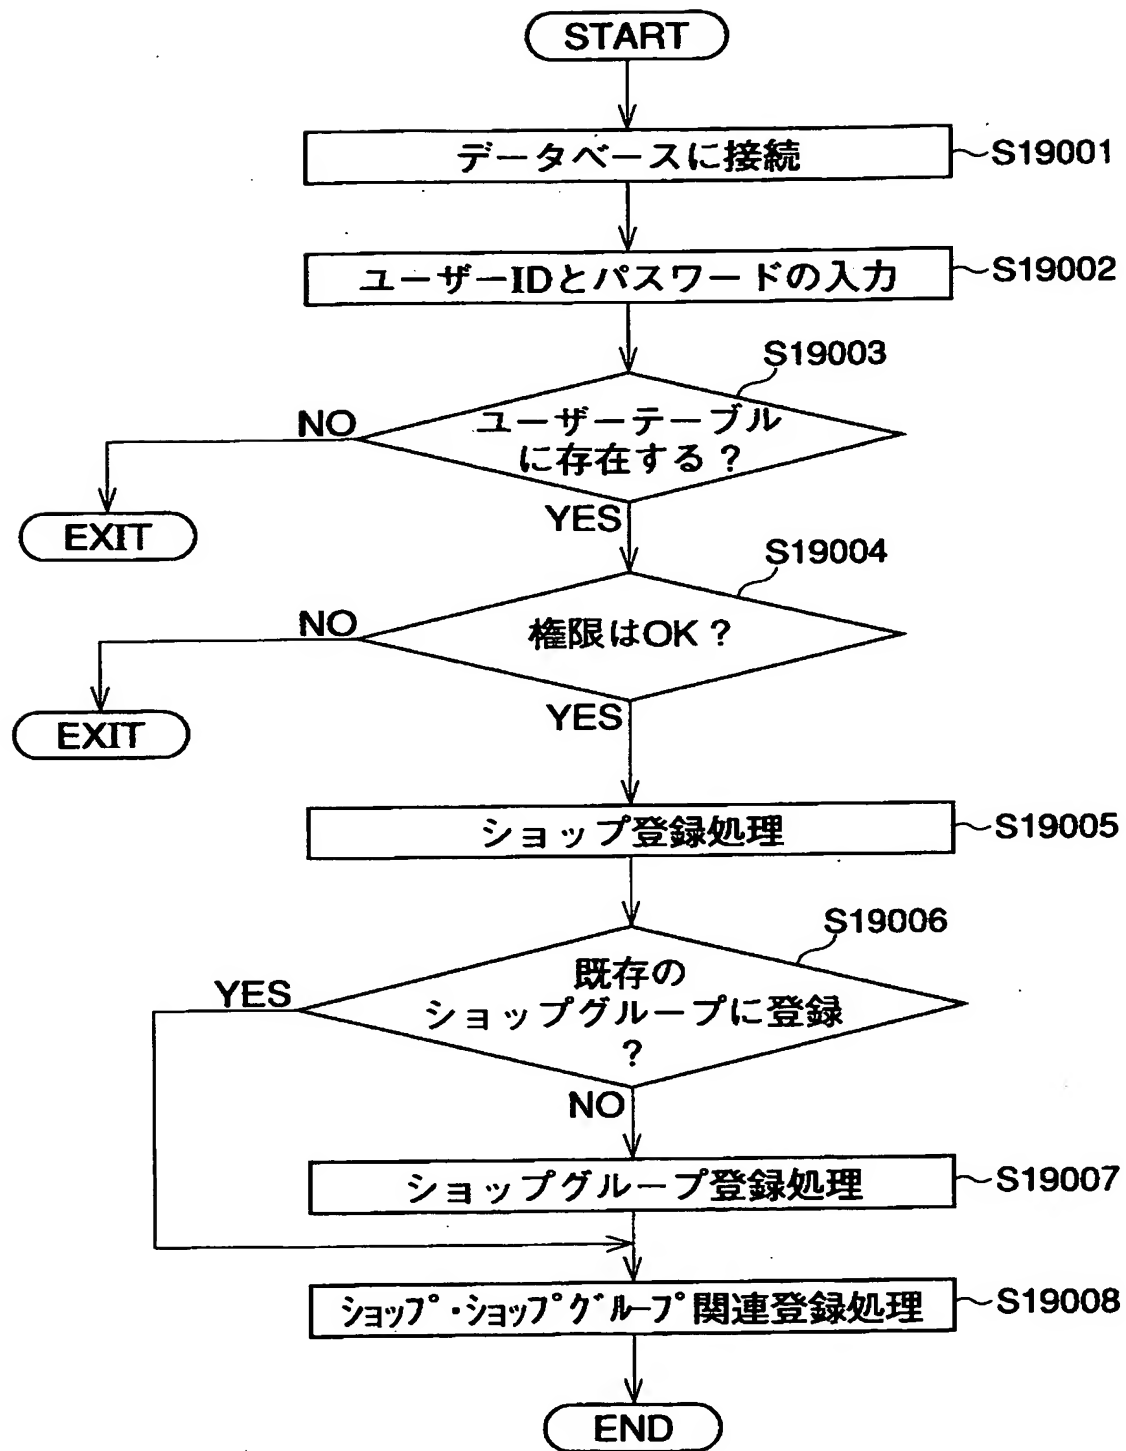 START
データベースに接続
S19001
ユーザーIDとパスワードの入力
S19002
S19003
ユーザーテーブル
に存在する?
NO
EXIT
YES
S19004
権限はOK?
NO
EXIT
YES
ショップ登録処理
S19005
S19006
既存の
ショップグループに登録
?
YES
NO
ショップグループ登録処理
S19007
ショップ・ショップグループ関連登録処理
S19008
END